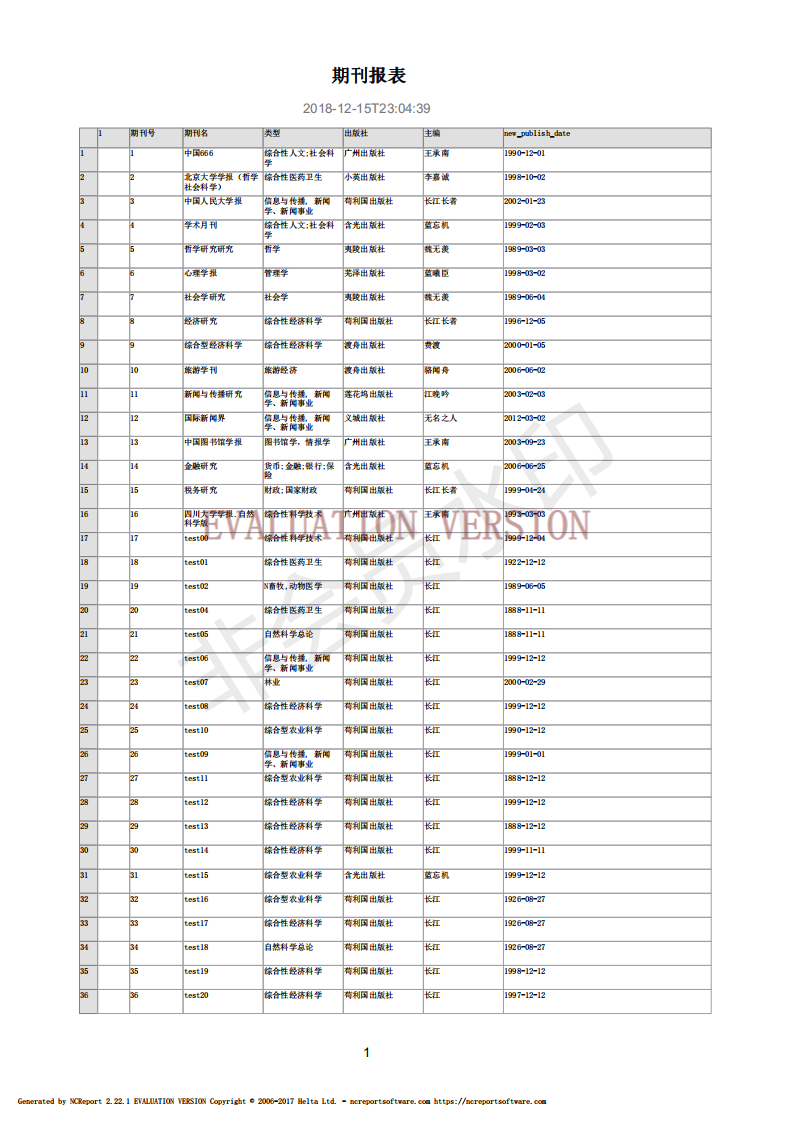 期刊报表
2018-12-15T23:04:39
1 期刊号 期刊名 类型 出版社 主编 new_publish_date
1 1 中国666 综合性人文;社会科学 广州出版社 王承南 1990-12-01
2 2 北京大学学报（哲学社会科学） 综合性医药卫生 小英出版社 李嘉诚 1998-10-02
3 3 中国人民大学报 信息与传播, 新闻学、新闻事业 苟利国出版社 长江长者 2002-01-23
4 4 学术月刊 综合性人文;社会科学 含光出版社 蓝忘机 1999-02-03
5 5 哲学研究研究 哲学 夷陵出版社 魏无羡 1989-03-03
6 6 心理学报 管理学 芜泽出版社 蓝曦臣 1998-03-02
7 7 社会学研究 社会学 夷陵出版社 魏无羡 1989-06-04
8 8 经济研究 综合性经济科学 苟利国出版社 长江长者 1996-12-05
9 9 综合型经济科学 综合性经济科学 渡舟出版社 费渡 2000-01-05
10 10 旅游学刊 旅游经济 渡舟出版社 骆闻舟 2006-06-02
11 11 新闻与传播研究 信息与传播, 新闻学、新闻事业 莲花坞出版社 江晚吟 2003-02-03
12 12 国际新闻界 信息与传播, 新闻学、新闻事业 义城出版社 无名之人 2012-03-02
13 13 中国图书馆学报 图书馆学, 情报学 广州出版社 王承南 2003-09-23
14 14 金融研究 货币;金融;银行;保险 含光出版社 蓝忘机 2006-06-25
15 15 税务研究 财政;国家财政 苟利国出版社 长江长者 1999-04-24
16 16 四川大学学报.自然科学版 综合性科学技术 广州出版社 王承南 1993-03-03
EVALUATION VERSION
17 17 test00 综合性科学技术 苟利国出版社 长江 1999-12-04
18 18 test01 综合性医药卫生 苟利国出版社 长江 1922-12-12
19 19 test02 N畜牧,动物医学 苟利国出版社 长江 1989-06-05
20 20 test04 综合性医药卫生 苟利国出版社 长江 1888-11-11
21 21 test05 自然科学总论 苟利国出版社 长江 1888-11-11
22 22 test06 信息与传播, 新闻学、新闻事业 苟利国出版社 长江 1999-12-12
23 23 test07 林业 苟利国出版社 长江 2000-02-29
24 24 test08 综合性经济科学 苟利国出版社 长江 1999-12-12
25 25 test10 综合型农业科学 苟利国出版社 长江 1990-12-12
26 26 test09 信息与传播, 新闻学、新闻事业 苟利国出版社 长江 1999-01-01
27 27 test11 综合型农业科学 苟利国出版社 长江 1888-12-12
28 28 test12 综合性经济科学 苟利国出版社 长江 1999-12-12
29 29 test13 综合性经济科学 苟利国出版社 长江 1888-12-12
30 30 test14 综合性经济科学 苟利国出版社 长江 1999-11-11
31 31 test15 综合型农业科学 含光出版社 蓝忘机 1999-12-12
32 32 test16 综合型农业科学 苟利国出版社 长江 1926-08-27
33 33 test17 综合性经济科学 苟利国出版社 长江 1926-08-27
34 34 test18 自然科学总论 苟利国出版社 长江 1926-08-27
35 35 test19 综合性经济科学 苟利国出版社 长江 1998-12-12
36 36 test20 综合性经济科学 苟利国出版社 长江 1997-12-12
非会员水印
1
Generated by NCReport 2.22.1 EVALUATION VERSION Copyright © 2006-2017 Helta Ltd. - ncreportsoftware.com https://ncreportsoftware.com